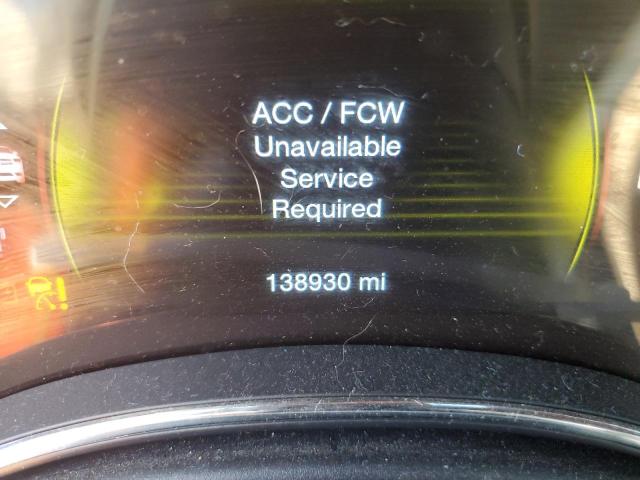 ACC / FCW
Unavailable
Service
Required
138930 mi